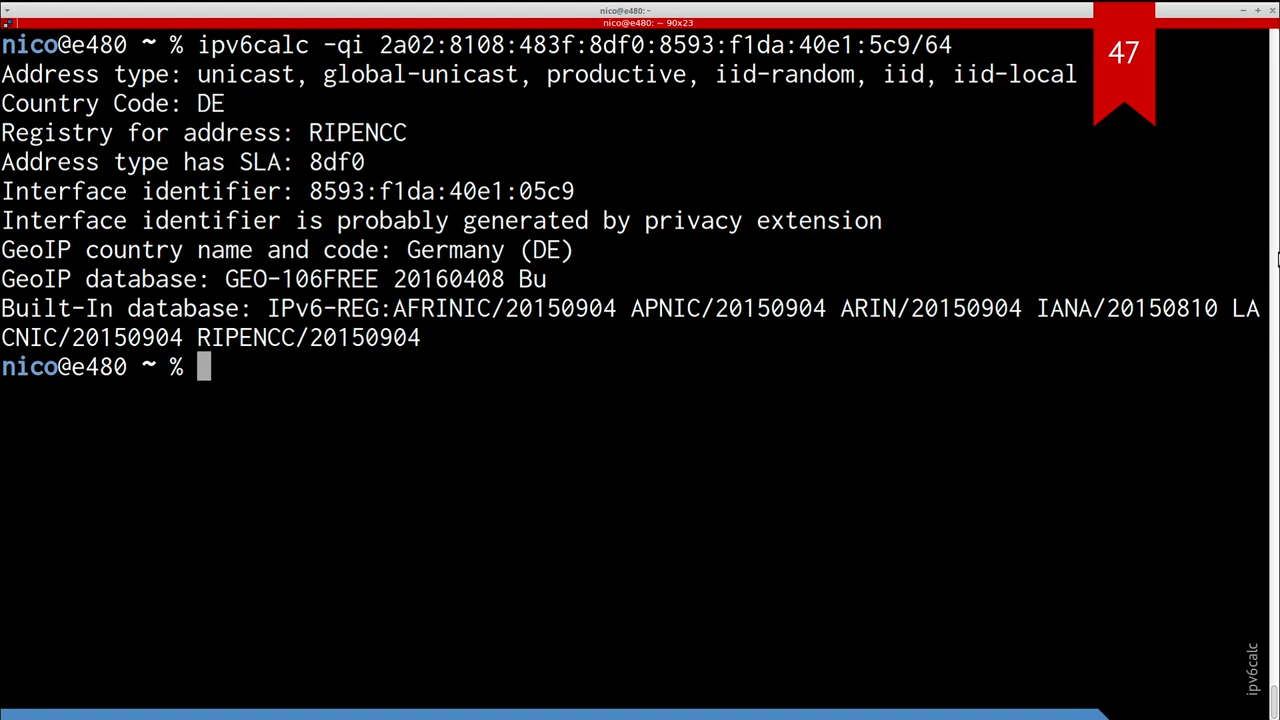 nico@e480:~
nico@e480: ~ 90x23
nico@e480 ~ % ipv6calc -qi 2a02:8108:483f:8df0:8593:f1da:40e1:5c9/64
47
Address type: unicast, global-unicast, productive, iid-random, iid, iid-local
Country Code: DE
Registry for address: RIPENCC
Address type has SLA: 8df0
Interface identifier: 8593:f1da:40e1:05c9
Interface identifier is probably generated by privacy extension
GeoIP country name and code: Germany (DE)
GeoIP database: GEO-106FREE 20160408 Bu
Built-In database: IPv6-REG:AFRINIC/20150904 APNIC/20150904 ARIN/20150904 IANA/20150810 LA
CNIC/20150904 RIPENCC/20150904
nico@e480 ~ %
ipv6calc